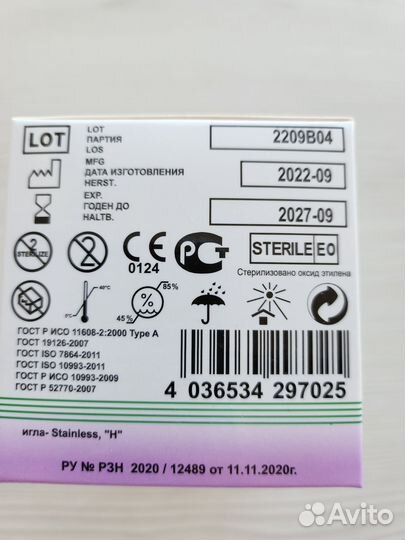 LOT
LOT
ПАРТИЯ
LOS
2209B04
MFG
ДАТА ИЗГОТОВЛЕНИЯ
HERST.
2022-09
EXP.
ГОДЕН ДО
HALTB.
2027-09
2
STERILIZE
2
CE
0124
РСТ
STERILE EO
Стерилизовано оксид этилена
5°C
40°C
45%
85%
ГОСТ Р ИСО 11608-2:2000 Type A
ГОСТ 19126-2007
ГОСТ ISO 7864-2011
ГОСТ ISO 10993-2011
ГОСТ Р ИСО 10993-2009
ГОСТ Р 52770-2007
4 036534 297025
игла- Stainless, "H"
РУ № РЗН 2020 / 12489 от 11.11.2020г.
Avito